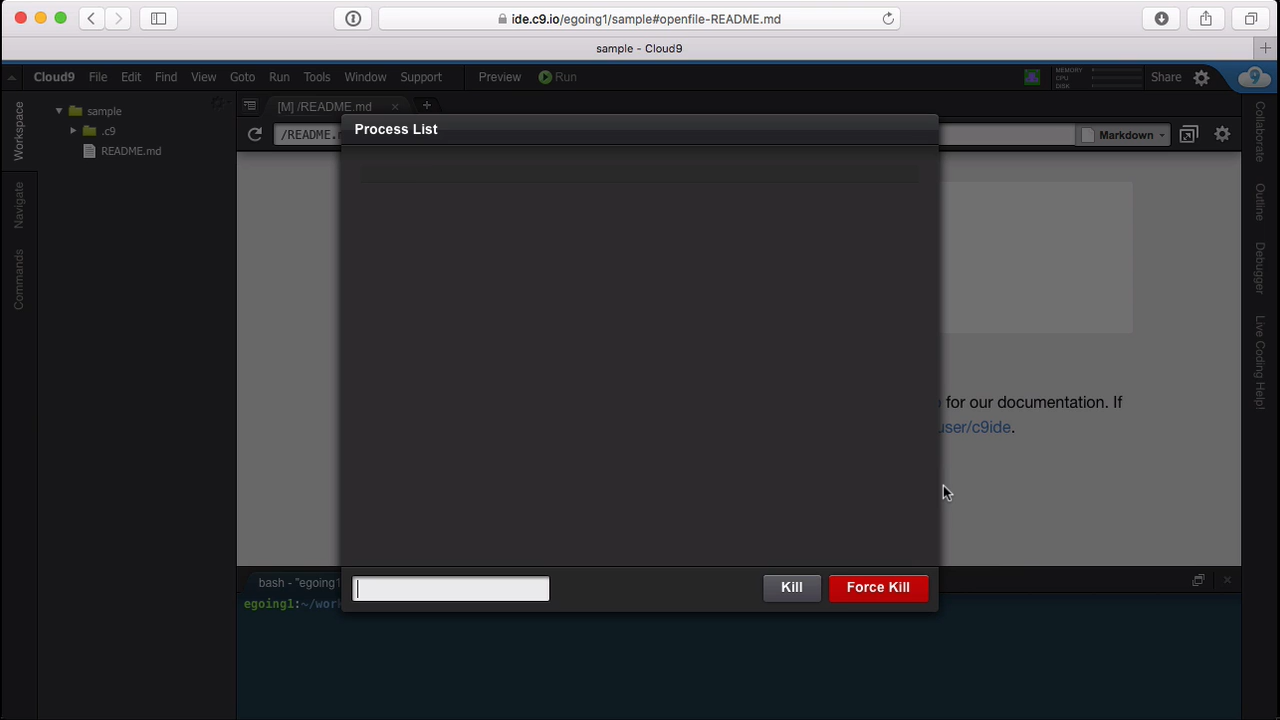 ide.c9.io/egoing1/sample#openfile-README.md
sample - Cloud9
Cloud9 File Edit Find View Goto Run Tools Window Support Preview Run MEMORY CPU DISK Share
Workspace
Navigate
Commands
sample
.c9
README.md
[M] /README.md
/README.
Markdown
Process List
for our documentation. If
user/c9ide.
Kill Force Kill
bash - "egoing1
egoing1:~/wor
Collaborate
Outline
Debugger
Live Coding Help!